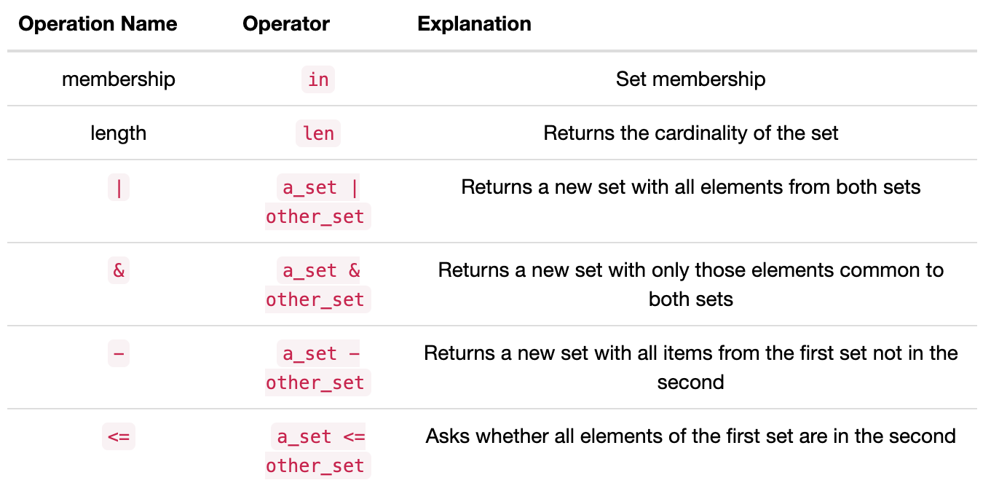 Operation Name Operator Explanation
membership in Set membership
length len Returns the cardinality of the set
| a_set | Returns a new set with all elements from both sets
other_set
& a_set & Returns a new set with only those elements common to
other_set both sets
- a_set - Returns a new set with all items from the first set not in the
other_set second
<= a_set <= Asks whether all elements of the first set are in the second
other_set